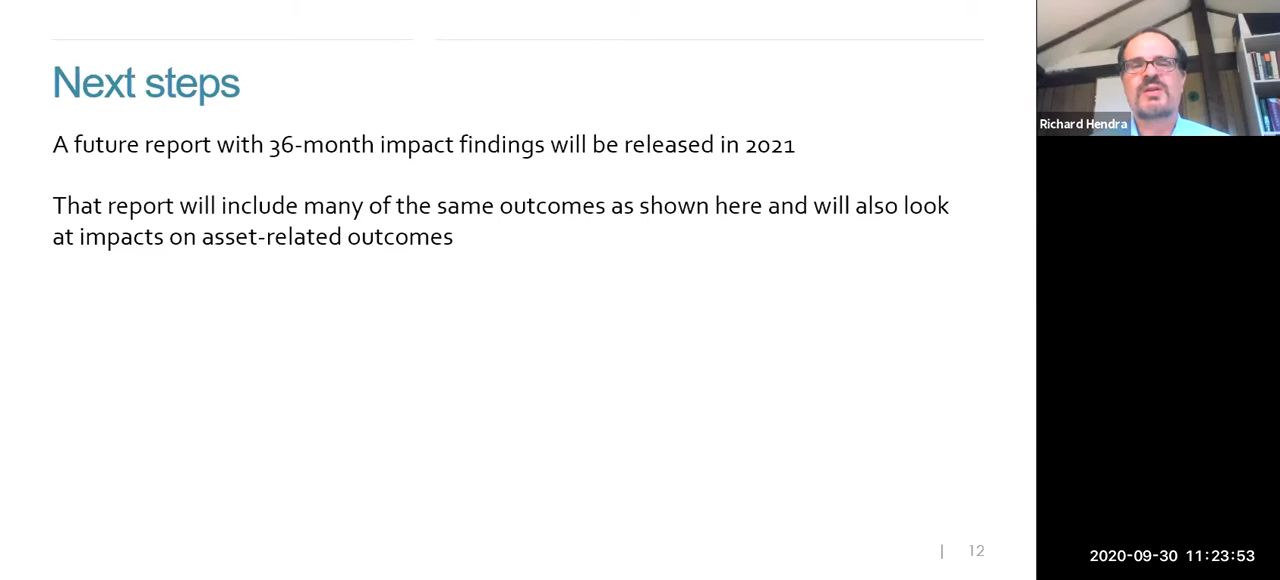 Next steps
A future report with 36-month impact findings will be released in 2021
That report will include many of the same outcomes as shown here and will also look
at impacts on asset-related outcomes
| 12
Richard Hendra
2020-09-30 11:23:53